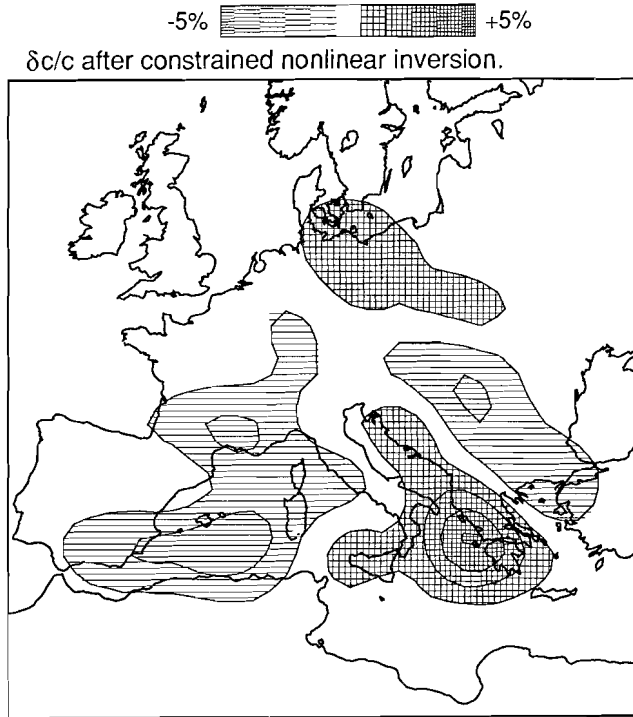 -5% +5%
δc/c after constrained nonlinear inversion.